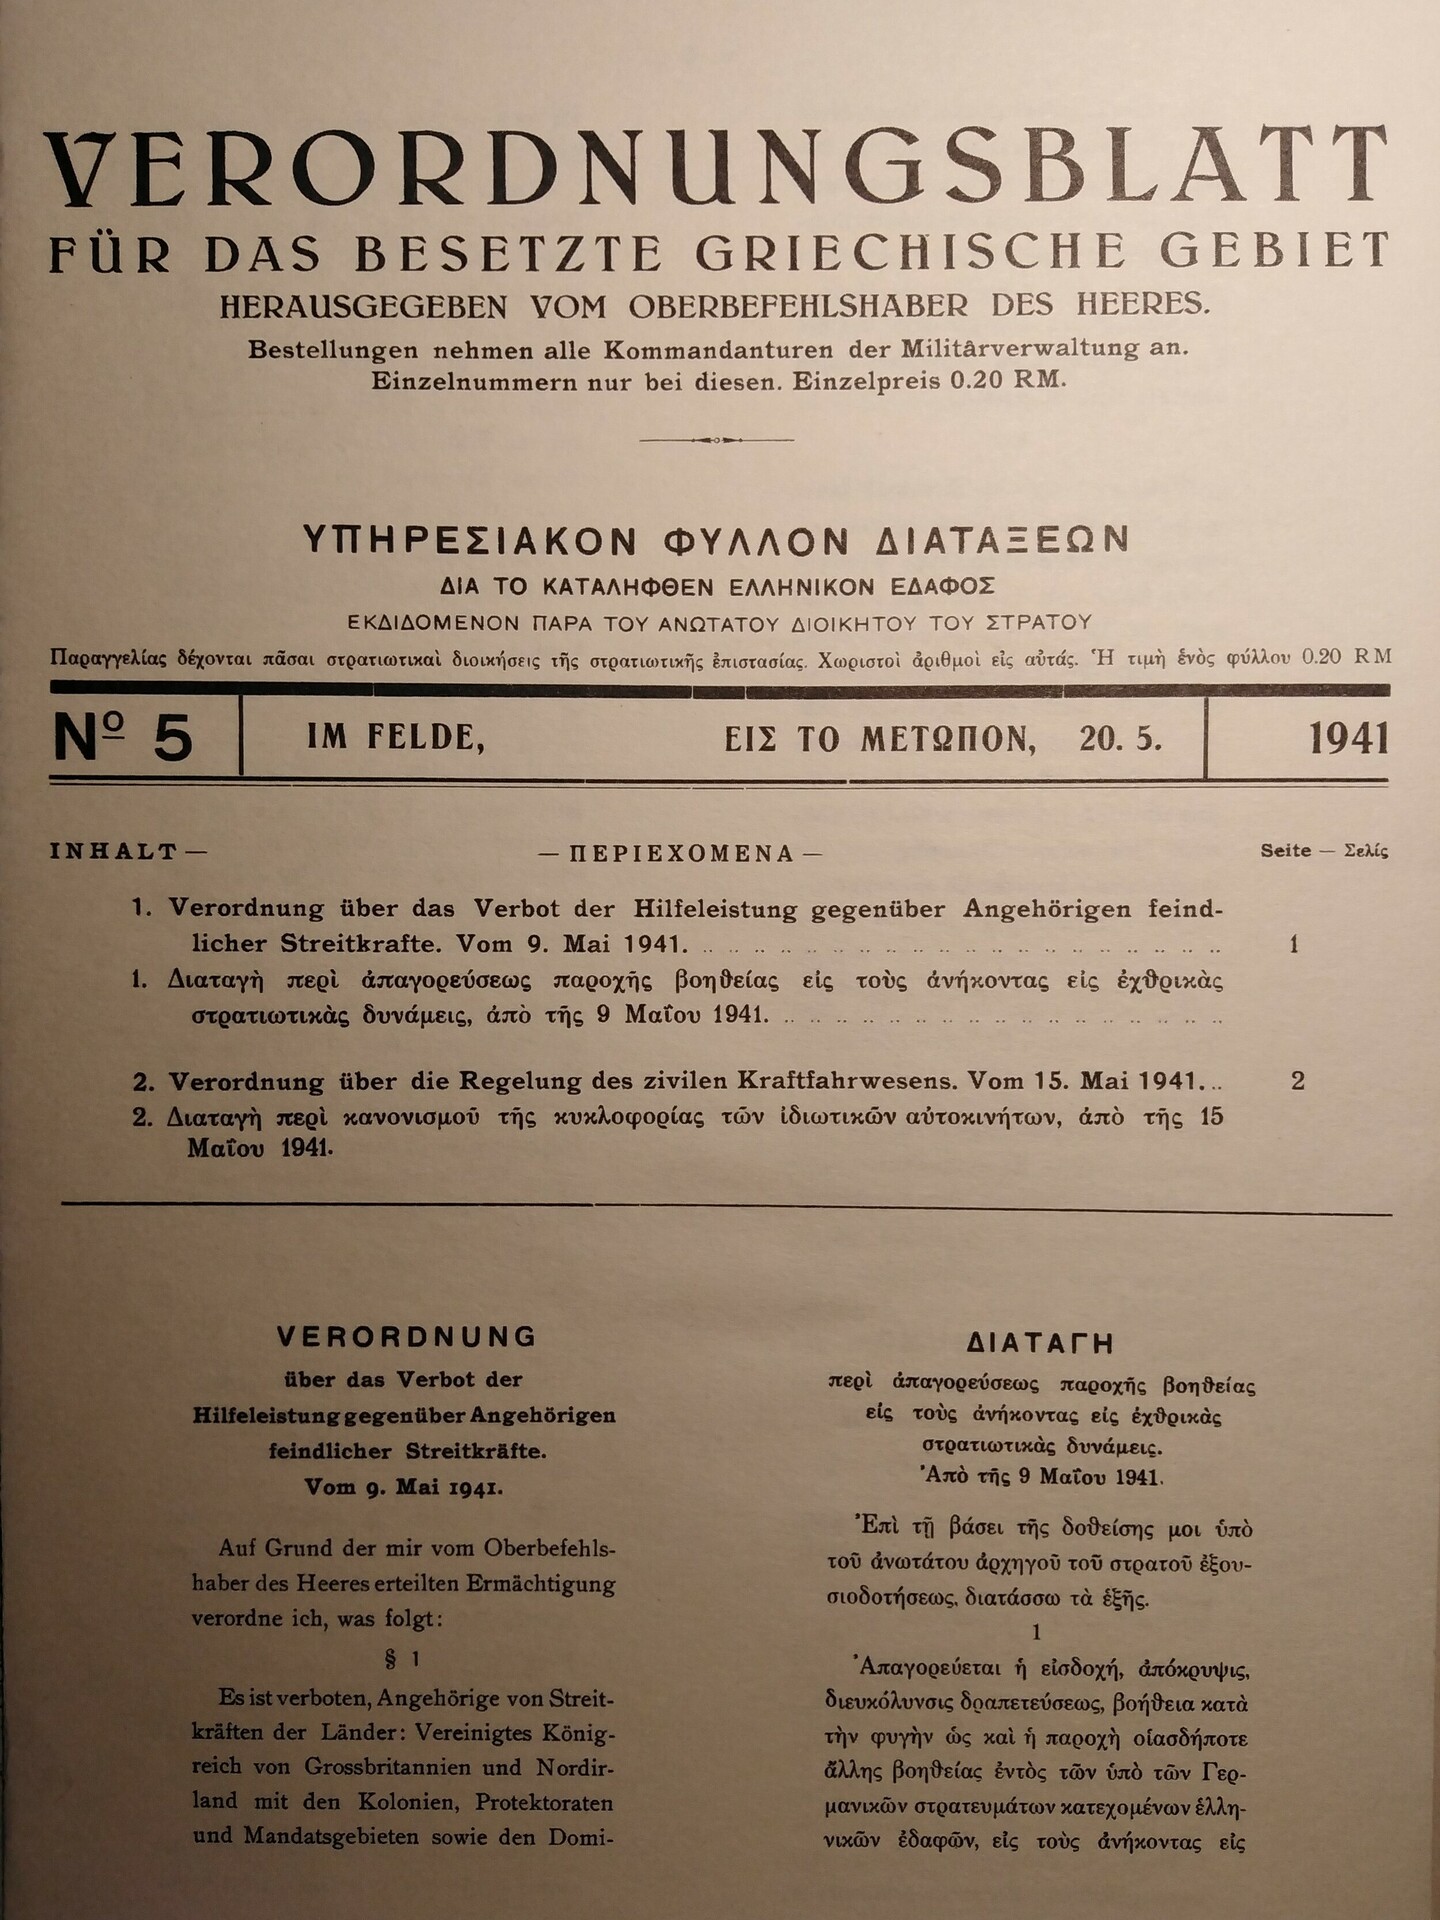 VERORDNUNGSBLATT
FÜR DAS BESETZTE GRIECHISCHE GEBIET
HERAUSGEGEBEN VOM OBERBEFEHLSHABER DES HEERES.
Bestellungen nehmen alle Kommandanturen der Militârverwaltung an.
Einzelnummern nur bei diesen. Einzelpreis 0.20 RM.
ΥΠΗΡΕΣΙΑΚΟΝ ΦΥΛΛΟΝ ΔΙΑΤΑΞΕΩΝ
ΔΙΑ ΤΟ ΚΑΤΑΛΗΦΘΕΝ ΕΛΛΗΝΙΚΟΝ ΕΔΑΦΟΣ
ΕΚΔΙΔΟΜΕΝΟΝ ΠΑΡΑ ΤΟΥ ΑΝΩΤΑΤΟΥ ΔΙΟΙΚΗΤΟΥ ΤΟΥ ΣΤΡΑΤΟΥ
Παραγγελίας δέχονται πᾶσαι στρατιωτικαὶ διοικήσεις τῆς στρατιωτικῆς ἐπιστασίας. Χωριστοὶ ἀριθμοὶ εἰς αὐτάς. Ἡ τιμὴ ἑνὸς φύλλου 0.20 RM
Nº 5 IM FELDE, ΕΙΣ ΤΟ ΜΕΤΩΠΟΝ, 20. 5. 1941
INHALT — — ΠΕΡΙΕΧΟΜΕΝΑ — Seite — Σελίς
1. Verordnung über das Verbot der Hilfeleistung gegenüber Angehörigen feind-
licher Streitkrafte. Vom 9. Mai 1941. .. .. .. .. .. .. .. .. .. .. .. .. .. .. .. .. .. .. .. 1
1. Διαταγὴ περὶ ἀπαγορεύσεως παροχῆς βοηθείας εἰς τοὺς ἀνήκοντας εἰς ἐχθρικὰς
στρατιωτικὰς δυνάμεις, ἀπὸ τῆς 9 Μαΐου 1941. .. .. .. .. .. .. .. .. .. .. .. .. .. .. .. ..
2. Verordnung über die Regelung des zivilen Kraftfahrwesens. Vom 15. Mai 1941... 2
2. Διαταγὴ περὶ κανονισμοῦ τῆς κυκλοφορίας τῶν ἰδιωτικῶν αὐτοκινήτων, ἀπὸ τῆς 15
Μαΐου 1941.
VERORDNUNG
über das Verbot der
Hilfeleistung gegenüber Angehörigen
feindlicher Streitkräfte.
Vom 9. Mai 1941.
Auf Grund der mir vom Oberbefehls-
haber des Heeres erteilten Ermächtigung
verordne ich, was folgt:
§ 1
Es ist verboten, Angehörige von Streit-
kräften der Länder: Vereinigtes König-
reich von Grossbritannien und Nordir-
land mit den Kolonien, Protektoraten
und Mandatsgebieten sowie den Domi-
ΔΙΑΤΑΓΗ
περὶ ἀπαγορεύσεως παροχῆς βοηθείας
εἰς τοὺς ἀνήκοντας εἰς ἐχθρικὰς
στρατιωτικὰς δυνάμεις.
Ἀπὸ τῆς 9 Μαΐου 1941.
Ἐπὶ τῇ βάσει τῆς δοθείσης μοι ὑπὸ
τοῦ ἀνωτάτου ἀρχηγοῦ τοῦ στρατοῦ ἐξου-
σιοδοτήσεως, διατάσσω τὰ ἑξῆς.
1
Ἀπαγορεύεται ἡ εἰσδοχή, ἀπόκρυψις,
διευκόλυνσις δραπετεύσεως, βοήθεια κατὰ
τὴν φυγὴν ὡς καὶ ἡ παροχὴ οἱασδήποτε
ἄλλης βοηθείας ἐντὸς τῶν ὑπὸ τῶν Γερ-
μανικῶν στρατευμάτων κατεχομένων ἑλλη-
νικῶν ἐδαφῶν, εἰς τοὺς ἀνήκοντας εἰς